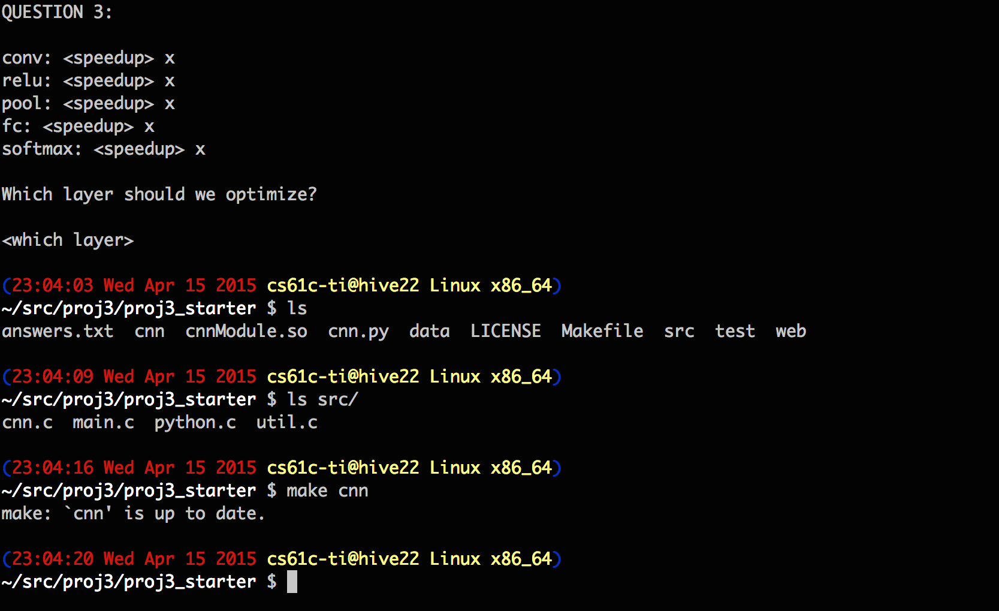 QUESTION 3:
conv: <speedup> x
relu: <speedup> x
pool: <speedup> x
fc: <speedup> x
softmax: <speedup> x
Which layer should we optimize?
<which layer>
(23:04:03 Wed Apr 15 2015 cs61c-ti@hive22 Linux x86_64)
~/src/proj3/proj3_starter $ ls
answers.txt  cnn  cnnModule.so  cnn.py  data  LICENSE  Makefile  src  test  web
(23:04:09 Wed Apr 15 2015 cs61c-ti@hive22 Linux x86_64)
~/src/proj3/proj3_starter $ ls src/
cnn.c  main.c  python.c  util.c
(23:04:16 Wed Apr 15 2015 cs61c-ti@hive22 Linux x86_64)
~/src/proj3/proj3_starter $ make cnn
make: `cnn' is up to date.
(23:04:20 Wed Apr 15 2015 cs61c-ti@hive22 Linux x86_64)
~/src/proj3/proj3_starter $